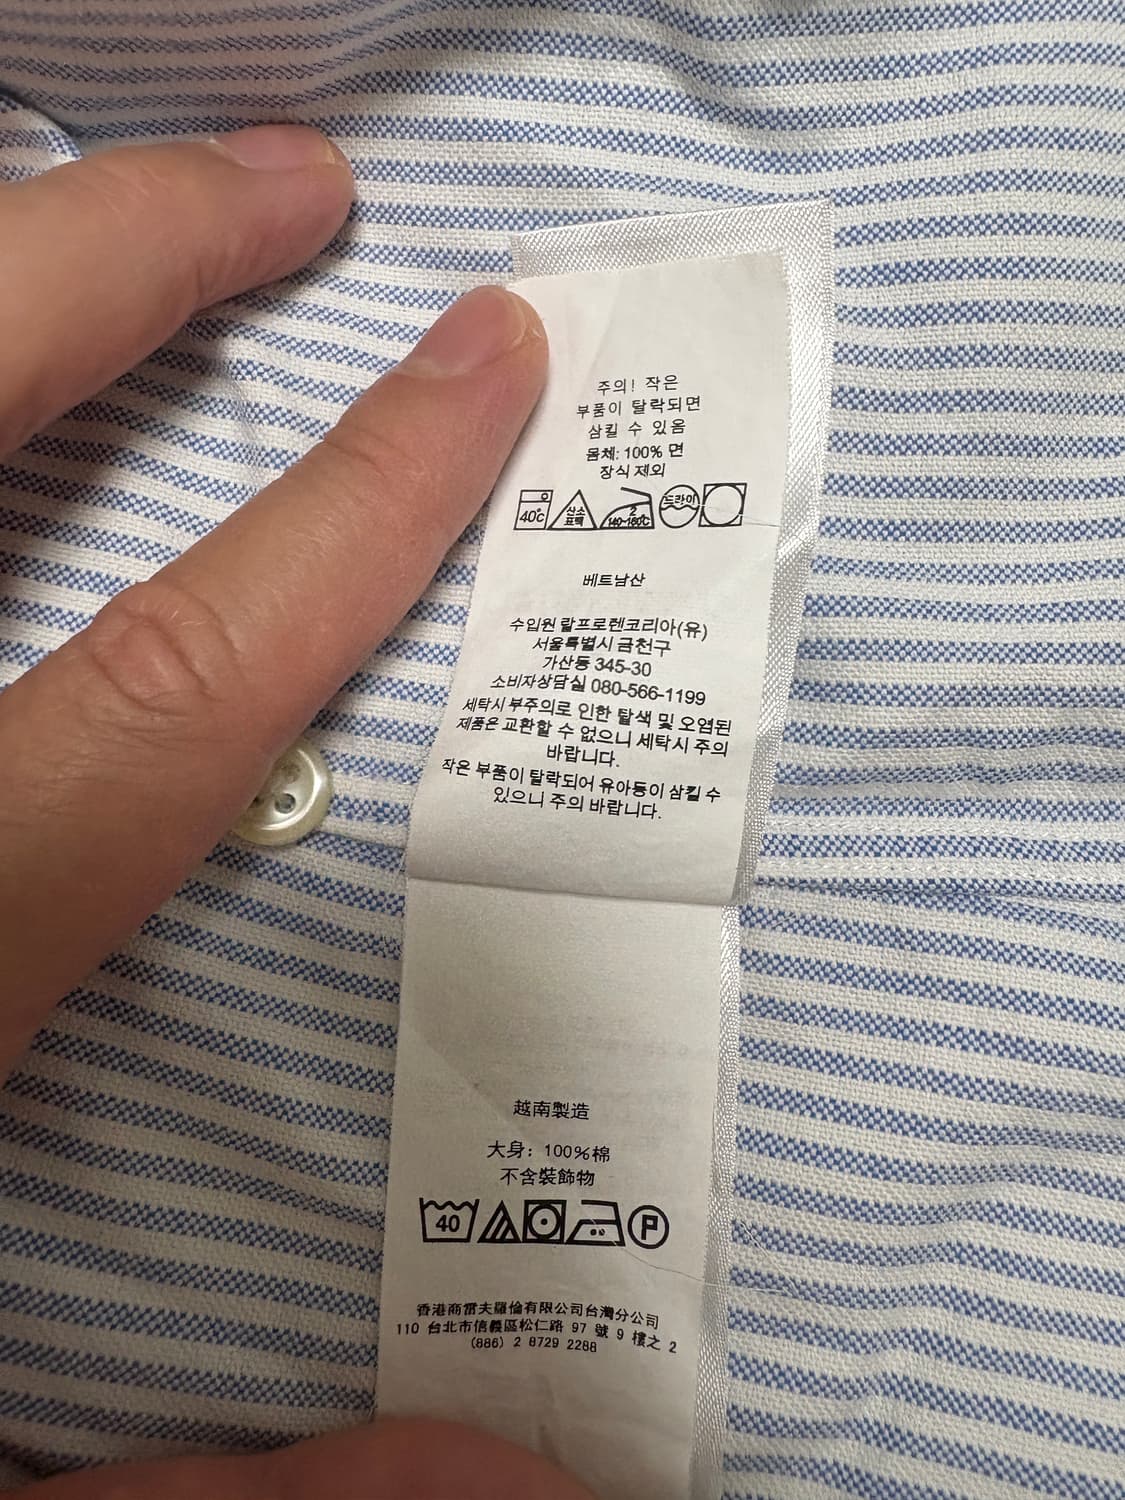 주의! 작은
부품이 탈락되면
삼킬 수 있음
몸체: 100% 면
장식 제외
40℃ 산소 표백 2 140~160℃ 드라이
베트남산
수입원 랄프로렌코리아(유)
서울특별시 금천구
가산동 345-30
소비자상담실 080-566-1199
세탁시 부주의로 인한 탈색 및 오염된
제품은 교환할 수 없으니 세탁시 주의
바랍니다.
작은 부품이 탈락되어 유아등이 삼킬 수
있으니 주의 바랍니다.
越南製造
大身: 100%棉
不含裝飾物
40 P
香港商雷夫羅倫有限公司台灣分公司
110 台北市信義區松仁路 97 號 9 樓之 2
(886) 2 8729 2288